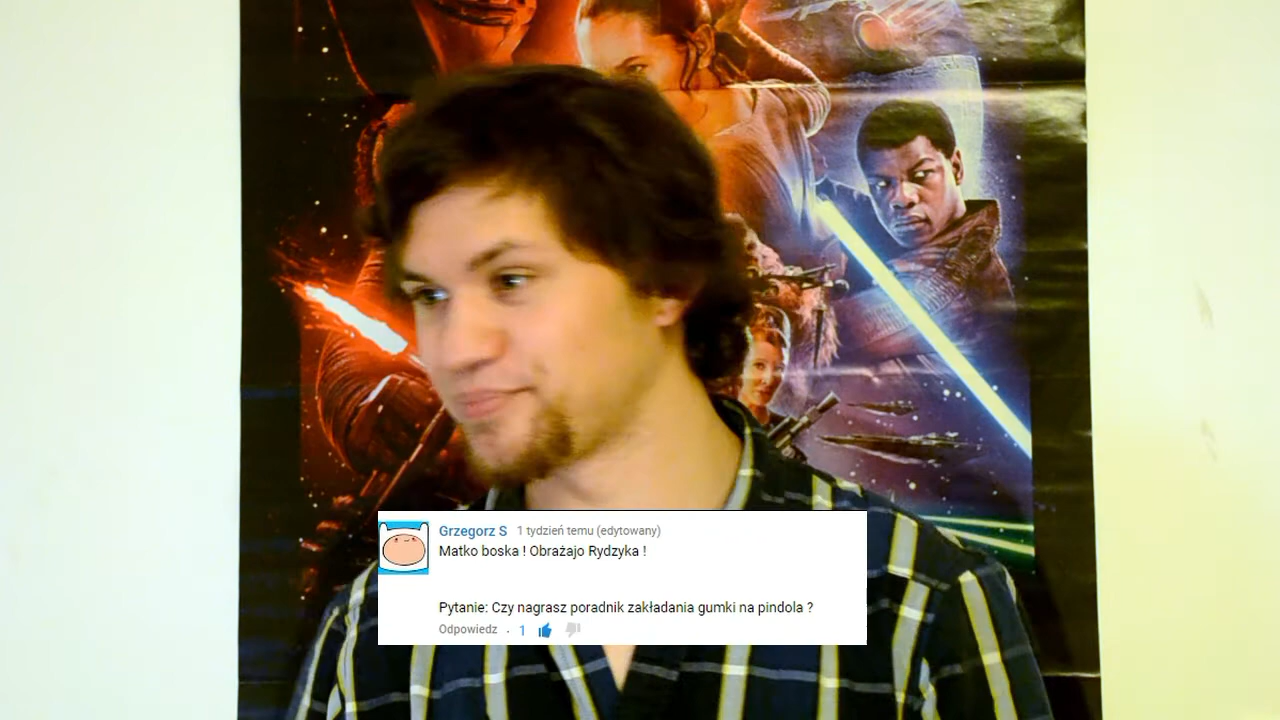 Grzegorz S 1 tydzień temu (edytowany)
Matko boska ! Obrażajo Rydzyka !
Pytanie: Czy nagrasz poradnik zakładania gumki na pindola ?
Odpowiedz . 1